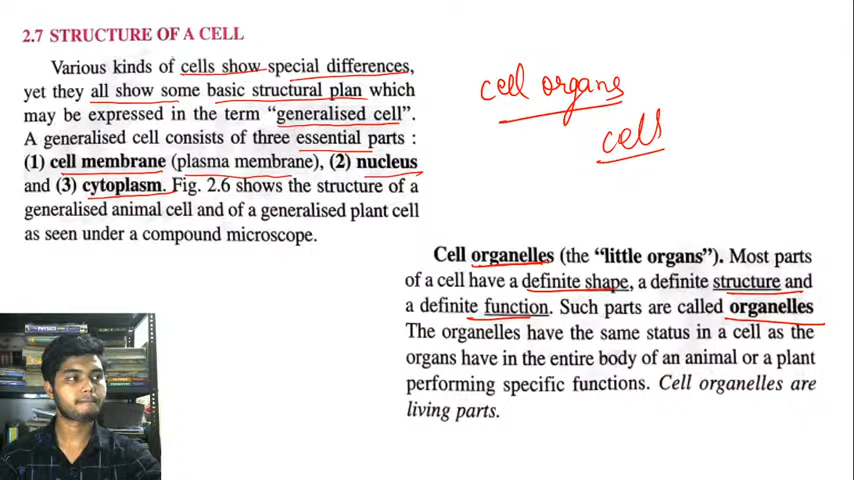 2.7 STRUCTURE OF A CELL
Various kinds of cells show special differences,
yet they all show some basic structural plan which
may be expressed in the term “generalised cell”.
A generalised cell consists of three essential parts :
(1) cell membrane (plasma membrane), (2) nucleus
and (3) cytoplasm. Fig. 2.6 shows the structure of a
generalised animal cell and of a generalised plant cell
as seen under a compound microscope.
cell organs
cell
Cell organelles (the “little organs”). Most parts
of a cell have a definite shape, a definite structure and
a definite function. Such parts are called organelles
The organelles have the same status in a cell as the
organs have in the entire body of an animal or a plant
performing specific functions. Cell organelles are
living parts.
PHYSICS